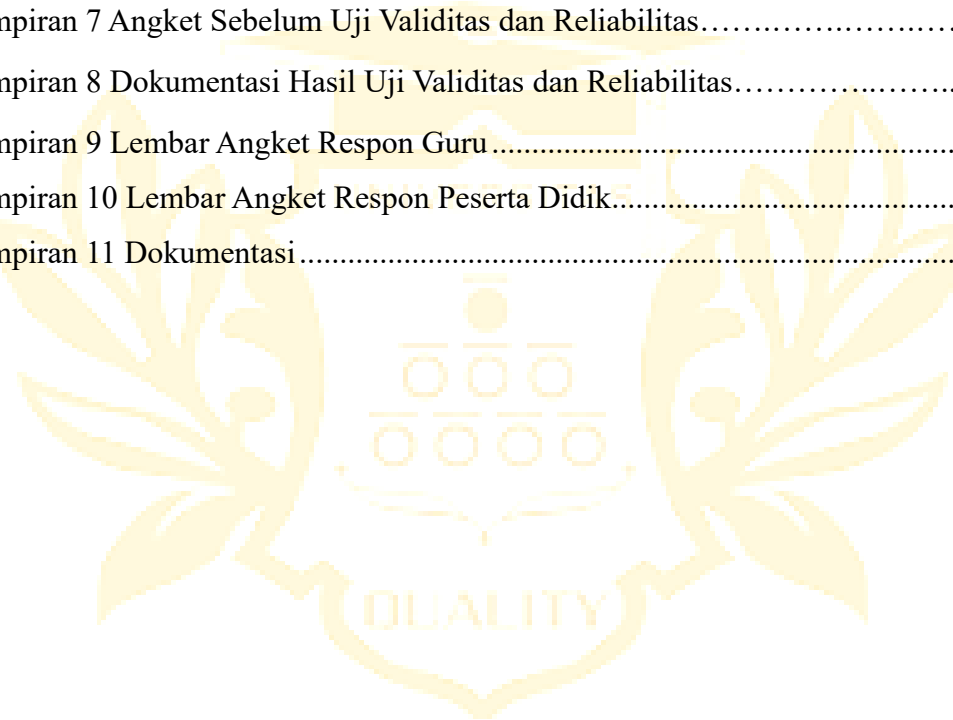 mpiran 7 Angket Sebelum Uji Validitas dan Reliabilitas…….……..…….….
mpiran 8 Dokumentasi Hasil Uji Validitas dan Reliabilitas…………..……..
mpiran 9 Lembar Angket Respon Guru.........................................................
mpiran 10 Lembar Angket Respon Peserta Didik..........................................
mpiran 11 Dokumentasi.................................................................................
QUALITY